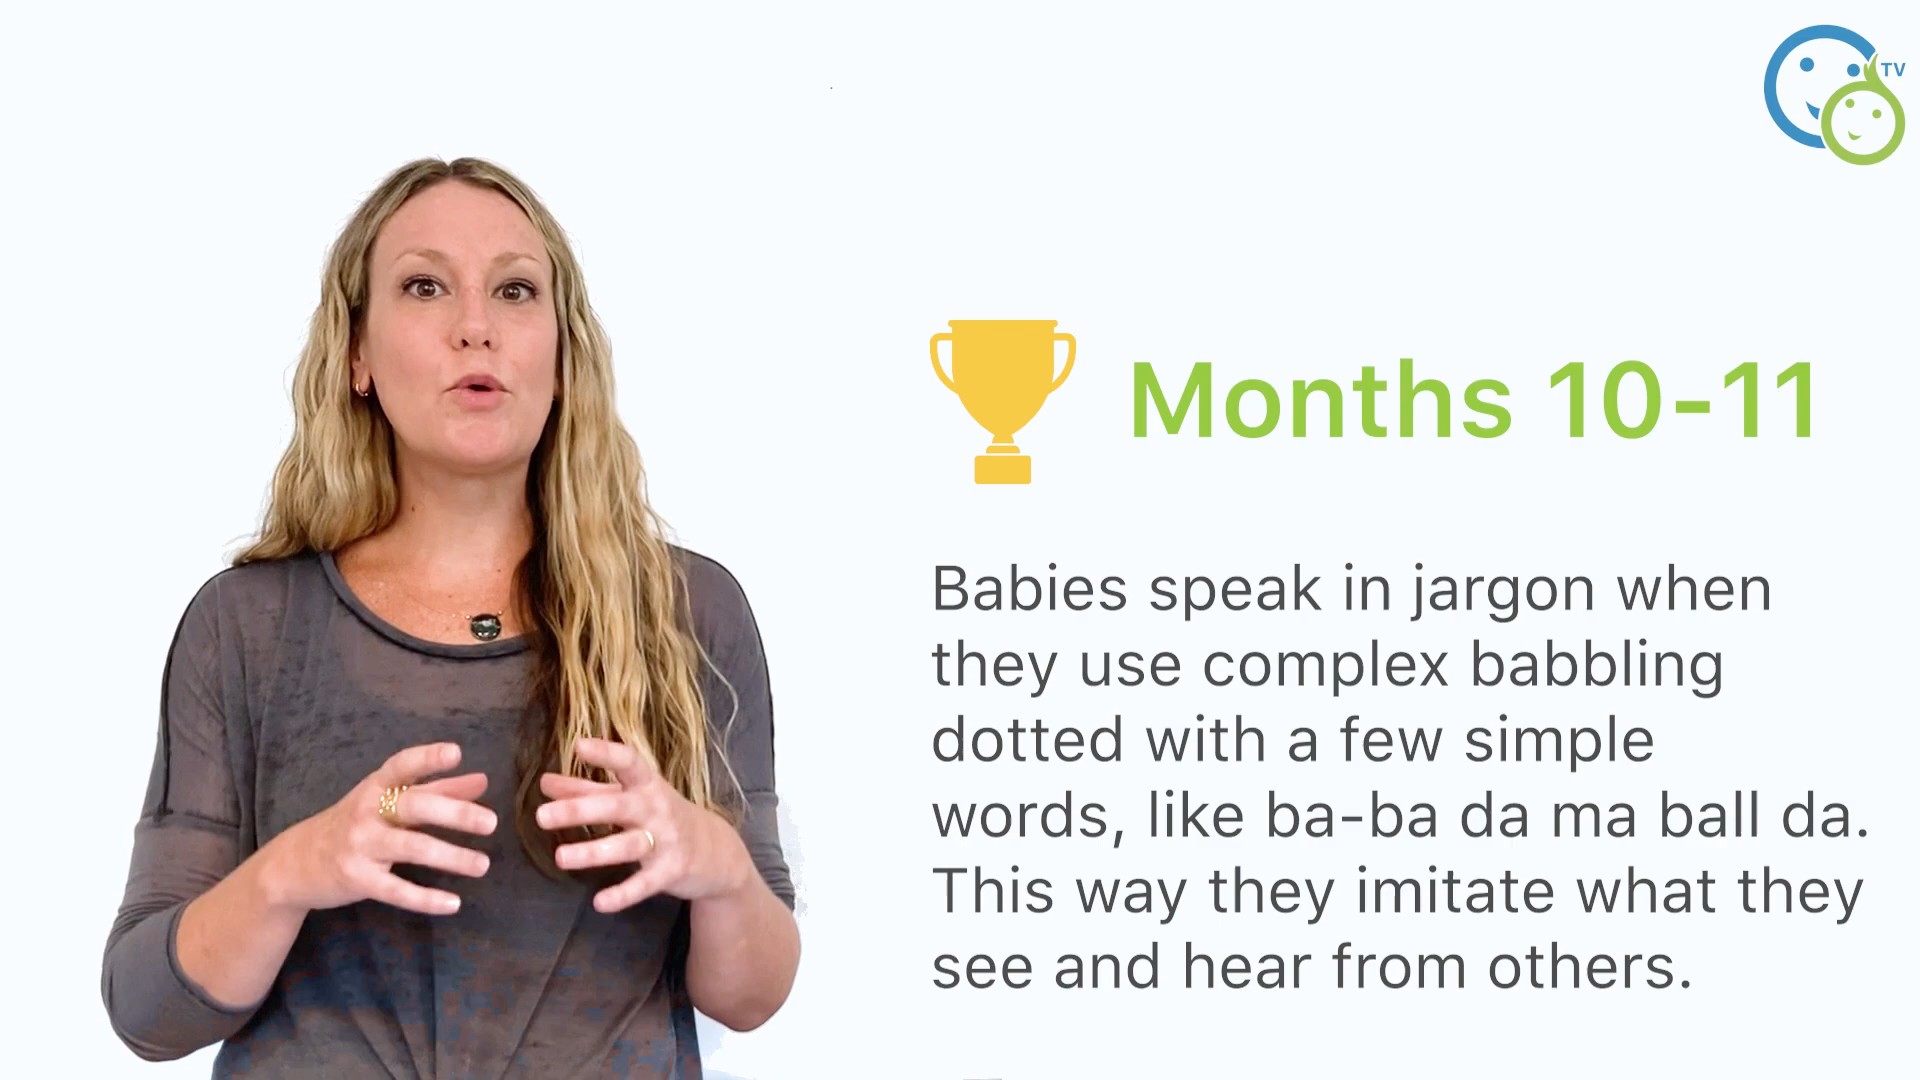 TV
Months 10-11
Babies speak in jargon when
they use complex babbling
dotted with a few simple
words, like ba-ba da ma ball da.
This way they imitate what they
see and hear from others.